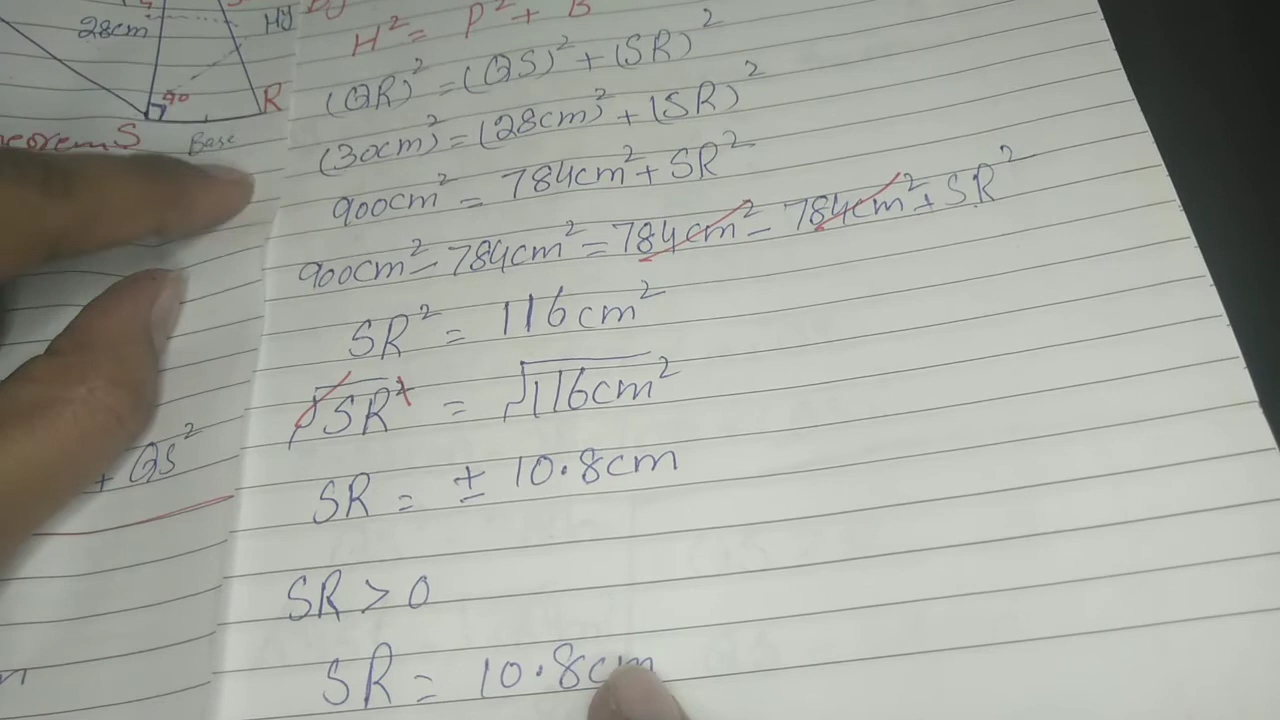 28cm
Hy
90
R
S
Base
eorem
+ QS²
H² = P² + B
(QR)² = (QS)² + (SR)²
(30cm)² = (28cm)² + (SR)²
900cm² = 784cm² + SR²
900cm² - 784cm² = 784cm² - 784cm² + SR²
SR² = 116cm²
√SR² = √116cm²
SR = ± 10.8cm
SR > 0
SR = 10.8cm